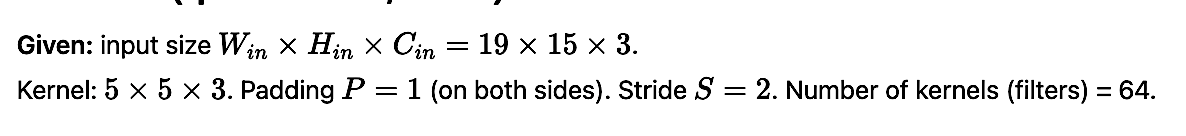 Given: input size W_in × H_in × C_in = 19 × 15 × 3.
Kernel: 5 × 5 × 3. Padding P = 1 (on both sides). Stride S = 2. Number of kernels (filters) = 64.